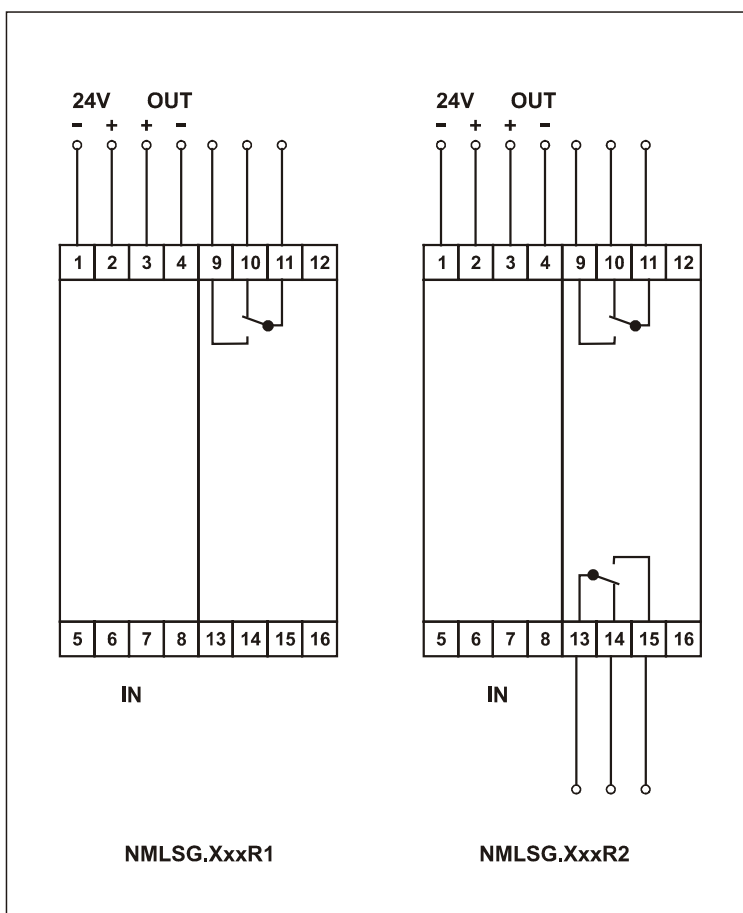 24V OUT 24V OUT
- + + - - + + -
1 2 3 4 9 10 11 12 1 2 3 4 9 10 11 12
5 6 7 8 13 14 15 16 5 6 7 8 13 14 15 16
IN IN
NMLSG.XxxR1 NMLSG.XxxR2